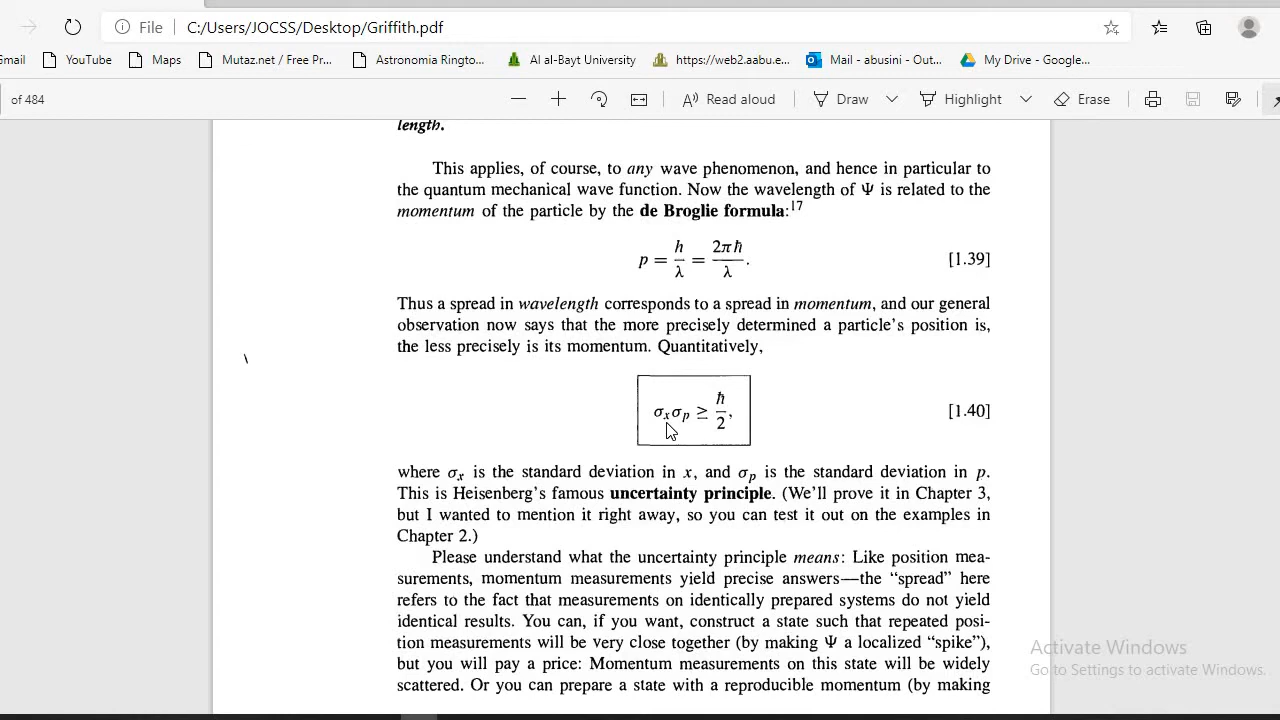 File C:/Users/JOCSS/Desktop/Griffith.pdf
Gmail YouTube Maps Mutaz.net / Free Pr... Astronomia Ringto... Al al-Bayt University https://web2.aabu.e... Mail - abusini - Out... My Drive - Google...
of 484 Read aloud Draw Highlight Erase
length.
This applies, of course, to any wave phenomenon, and hence in particular to
the quantum mechanical wave function. Now the wavelength of Ψ is related to the
momentum of the particle by the de Broglie formula:17
p = h/λ = 2πħ/λ. [1.39]
Thus a spread in wavelength corresponds to a spread in momentum, and our general
observation now says that the more precisely determined a particle's position is,
the less precisely is its momentum. Quantitatively,
σxσp ≥ ħ/2, [1.40]
where σx is the standard deviation in x, and σp is the standard deviation in p.
This is Heisenberg's famous uncertainty principle. (We'll prove it in Chapter 3,
but I wanted to mention it right away, so you can test it out on the examples in
Chapter 2.)
Please understand what the uncertainty principle means: Like position mea-
surements, momentum measurements yield precise answers—the "spread" here
refers to the fact that measurements on identically prepared systems do not yield
identical results. You can, if you want, construct a state such that repeated posi-
tion measurements will be very close together (by making Ψ a localized "spike"),
but you will pay a price: Momentum measurements on this state will be widely
scattered. Or you can prepare a state with a reproducible momentum (by making
Activate Windows
Go to Settings to activate Windows.